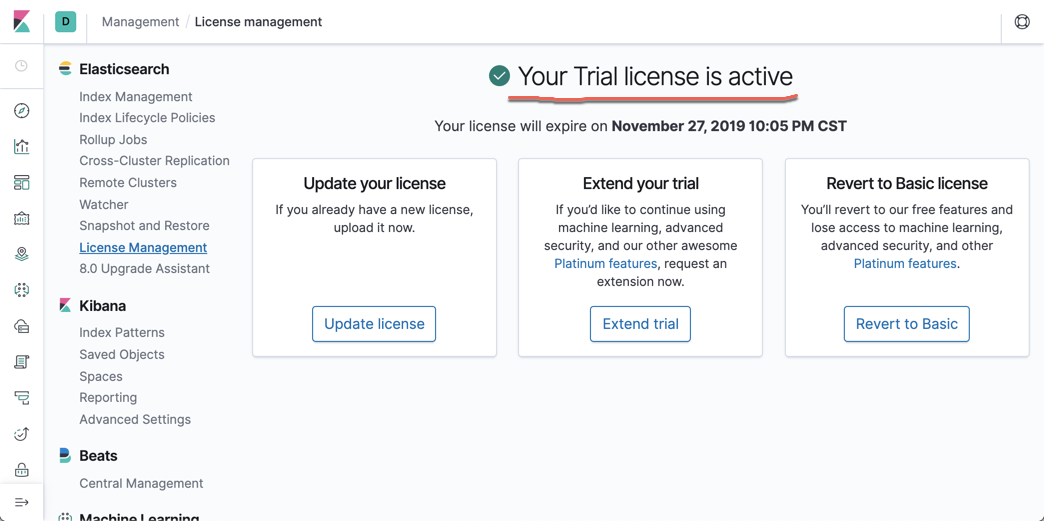 D
Management / License management
Elasticsearch
Index Management
Index Lifecycle Policies
Rollup Jobs
Cross-Cluster Replication
Remote Clusters
Watcher
Snapshot and Restore
License Management
8.0 Upgrade Assistant
Kibana
Index Patterns
Saved Objects
Spaces
Reporting
Advanced Settings
Beats
Central Management
Machine Learning
Your Trial license is active
Your license will expire on November 27, 2019 10:05 PM CST
Update your license
If you already have a new license,
upload it now.
Update license
Extend your trial
If you’d like to continue using
machine learning, advanced
security, and our other awesome
Platinum features, request an
extension now.
Extend trial
Revert to Basic license
You’ll revert to our free features and
lose access to machine learning,
advanced security, and other
Platinum features.
Revert to Basic